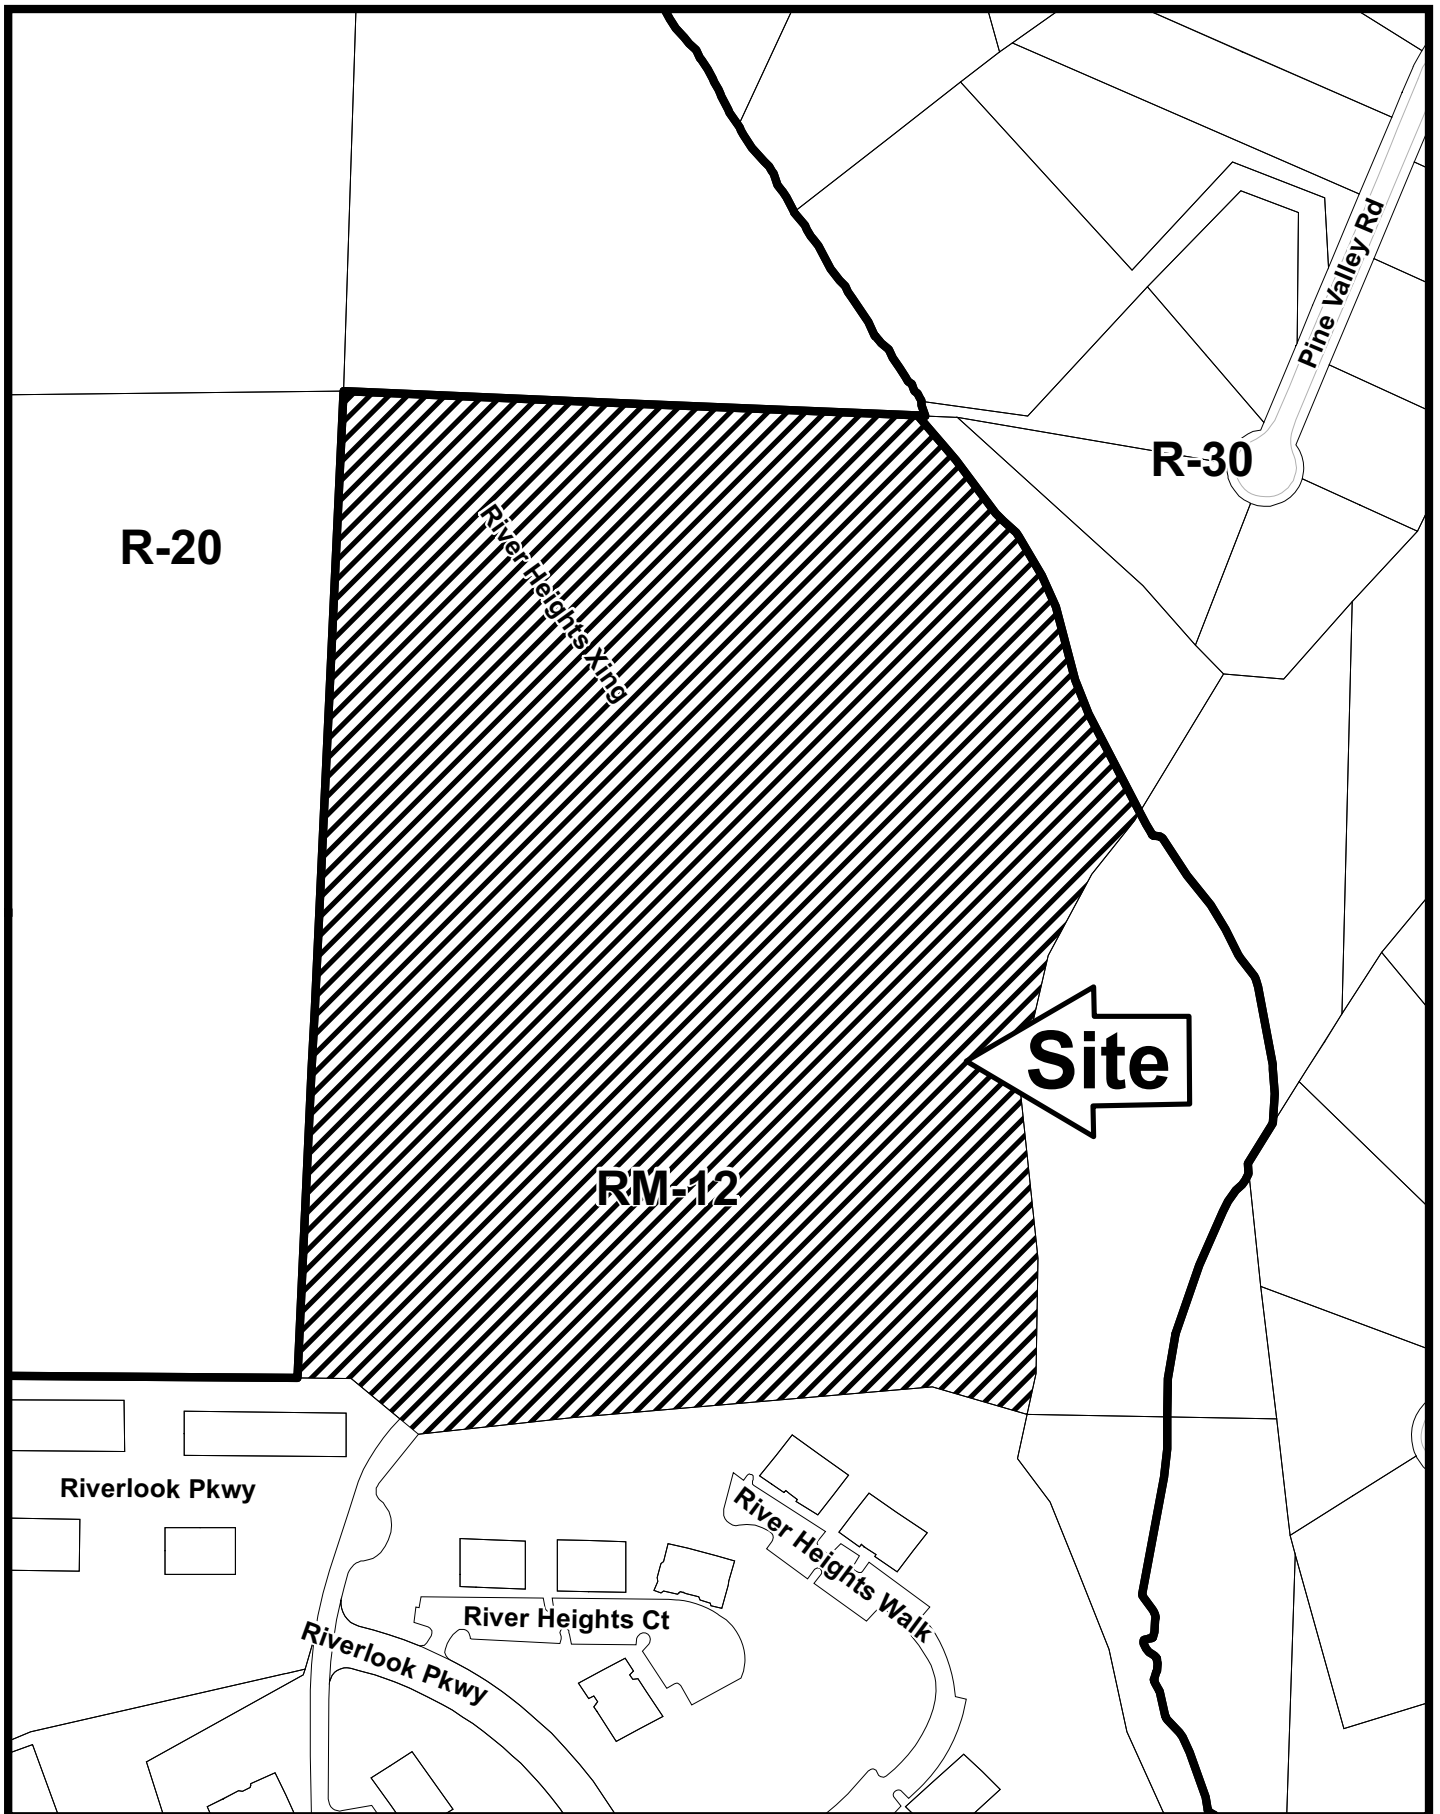 Pine Valley Rd
R-30
R-20
River Heights Xing
Site
RM-12
Riverlook Pkwy
River Heights Walk
River Heights Ct
Riverlook Pkwy